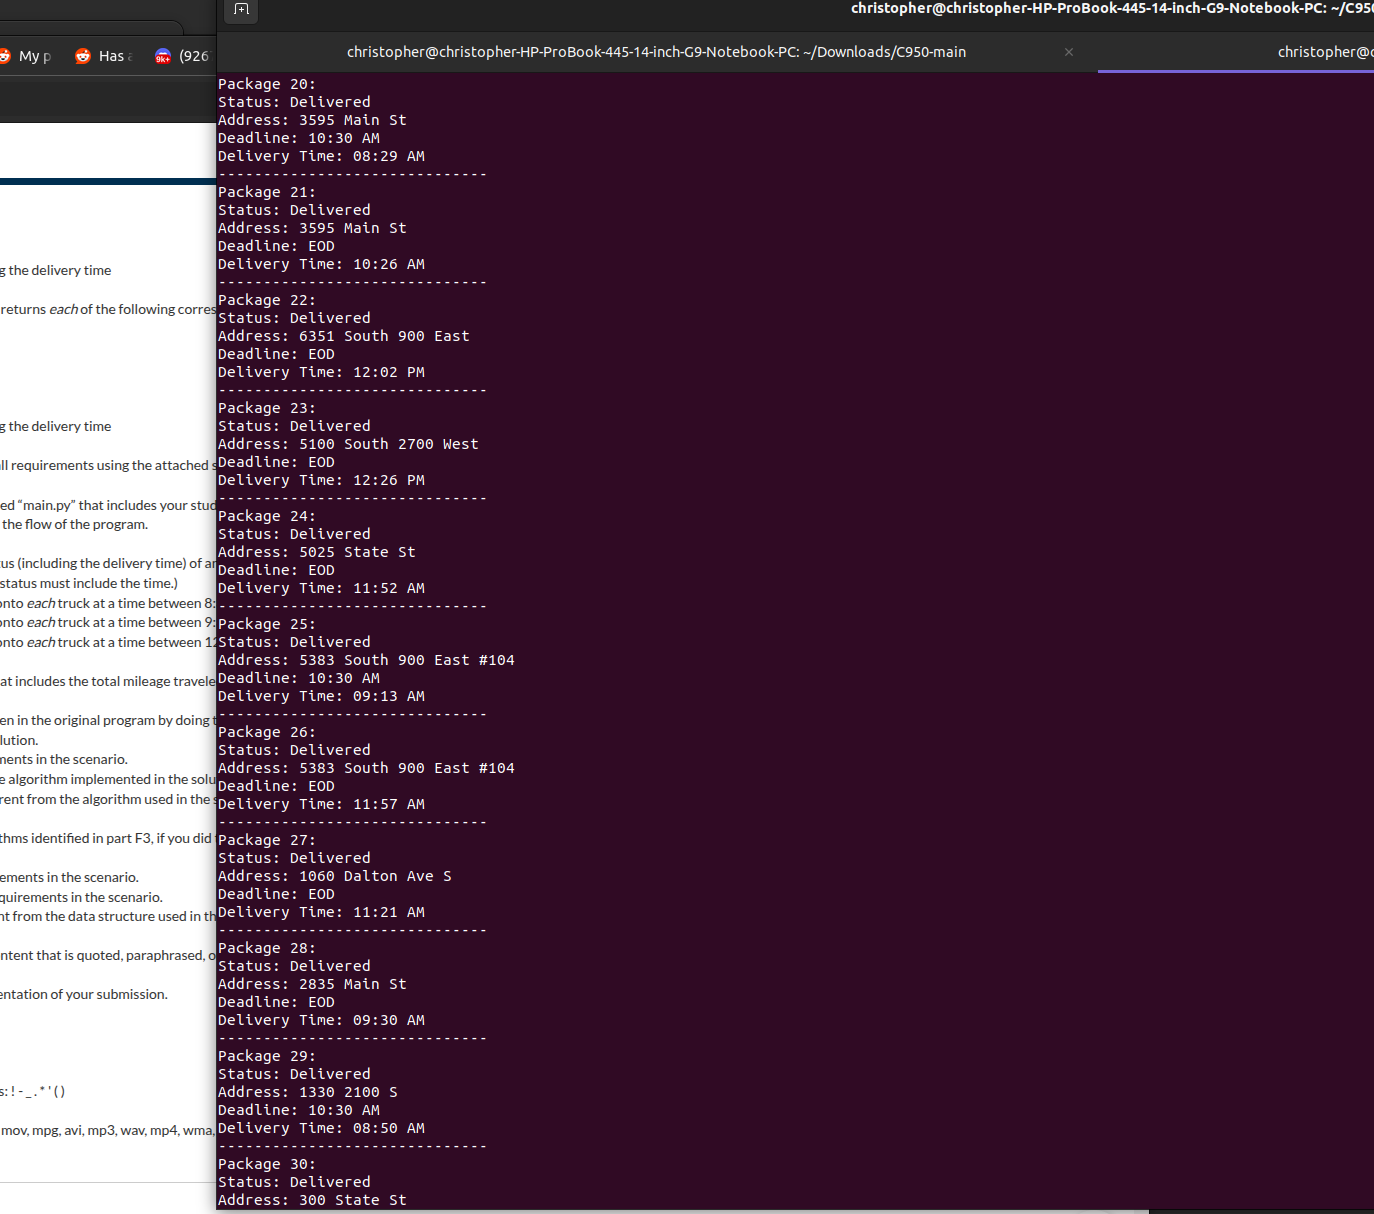 christopher@christopher-HP-ProBook-445-14-inch-G9-Notebook-PC: ~/C950
My p
Has
(926
9k+
christopher@christopher-HP-ProBook-445-14-inch-G9-Notebook-PC: ~/Downloads/C950-main
×
christopher@c
g the delivery time
returns each of the following corres
g the delivery time
ll requirements using the attached s
ed “main.py” that includes your stud
the flow of the program.
us (including the delivery time) of an
status must include the time.)
onto each truck at a time between 8:
onto each truck at a time between 9:
onto each truck at a time between 12
at includes the total mileage travele
en in the original program by doing t
lution.
ments in the scenario.
e algorithm implemented in the solu
rent from the algorithm used in the s
thms identified in part F3, if you did
ements in the scenario.
quirements in the scenario.
nt from the data structure used in th
ntent that is quoted, paraphrased, o
entation of your submission.
s: ! - _ . * ' ( )
mov, mpg, avi, mp3, wav, mp4, wma,
Package 20:
Status: Delivered
Address: 3595 Main St
Deadline: 10:30 AM
Delivery Time: 08:29 AM
------------------------------
Package 21:
Status: Delivered
Address: 3595 Main St
Deadline: EOD
Delivery Time: 10:26 AM
------------------------------
Package 22:
Status: Delivered
Address: 6351 South 900 East
Deadline: EOD
Delivery Time: 12:02 PM
------------------------------
Package 23:
Status: Delivered
Address: 5100 South 2700 West
Deadline: EOD
Delivery Time: 12:26 PM
------------------------------
Package 24:
Status: Delivered
Address: 5025 State St
Deadline: EOD
Delivery Time: 11:52 AM
------------------------------
Package 25:
Status: Delivered
Address: 5383 South 900 East #104
Deadline: 10:30 AM
Delivery Time: 09:13 AM
------------------------------
Package 26:
Status: Delivered
Address: 5383 South 900 East #104
Deadline: EOD
Delivery Time: 11:57 AM
------------------------------
Package 27:
Status: Delivered
Address: 1060 Dalton Ave S
Deadline: EOD
Delivery Time: 11:21 AM
------------------------------
Package 28:
Status: Delivered
Address: 2835 Main St
Deadline: EOD
Delivery Time: 09:30 AM
------------------------------
Package 29:
Status: Delivered
Address: 1330 2100 S
Deadline: 10:30 AM
Delivery Time: 08:50 AM
------------------------------
Package 30:
Status: Delivered
Address: 300 State St